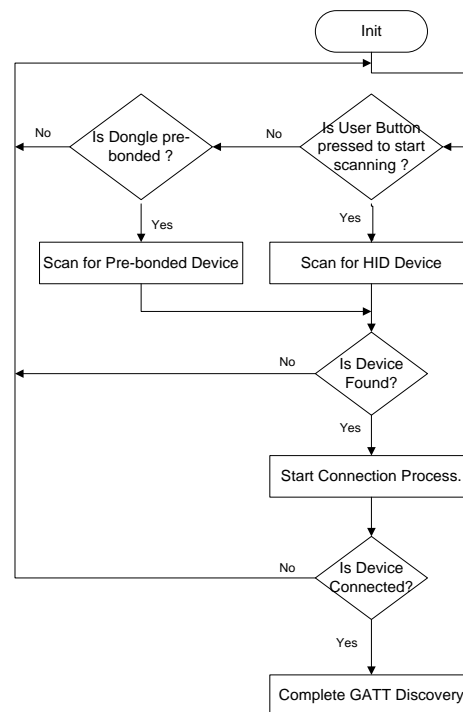 Init
Is User Button
pressed to start
scanning ?
No
Is Dongle pre-
bonded ?
No
Yes
Yes
Scan for Pre-bonded Device
Scan for HID Device
Is Device
Found?
No
Yes
Start Connection Process.
Is Device
Connected?
No
Yes
Complete GATT Discovery